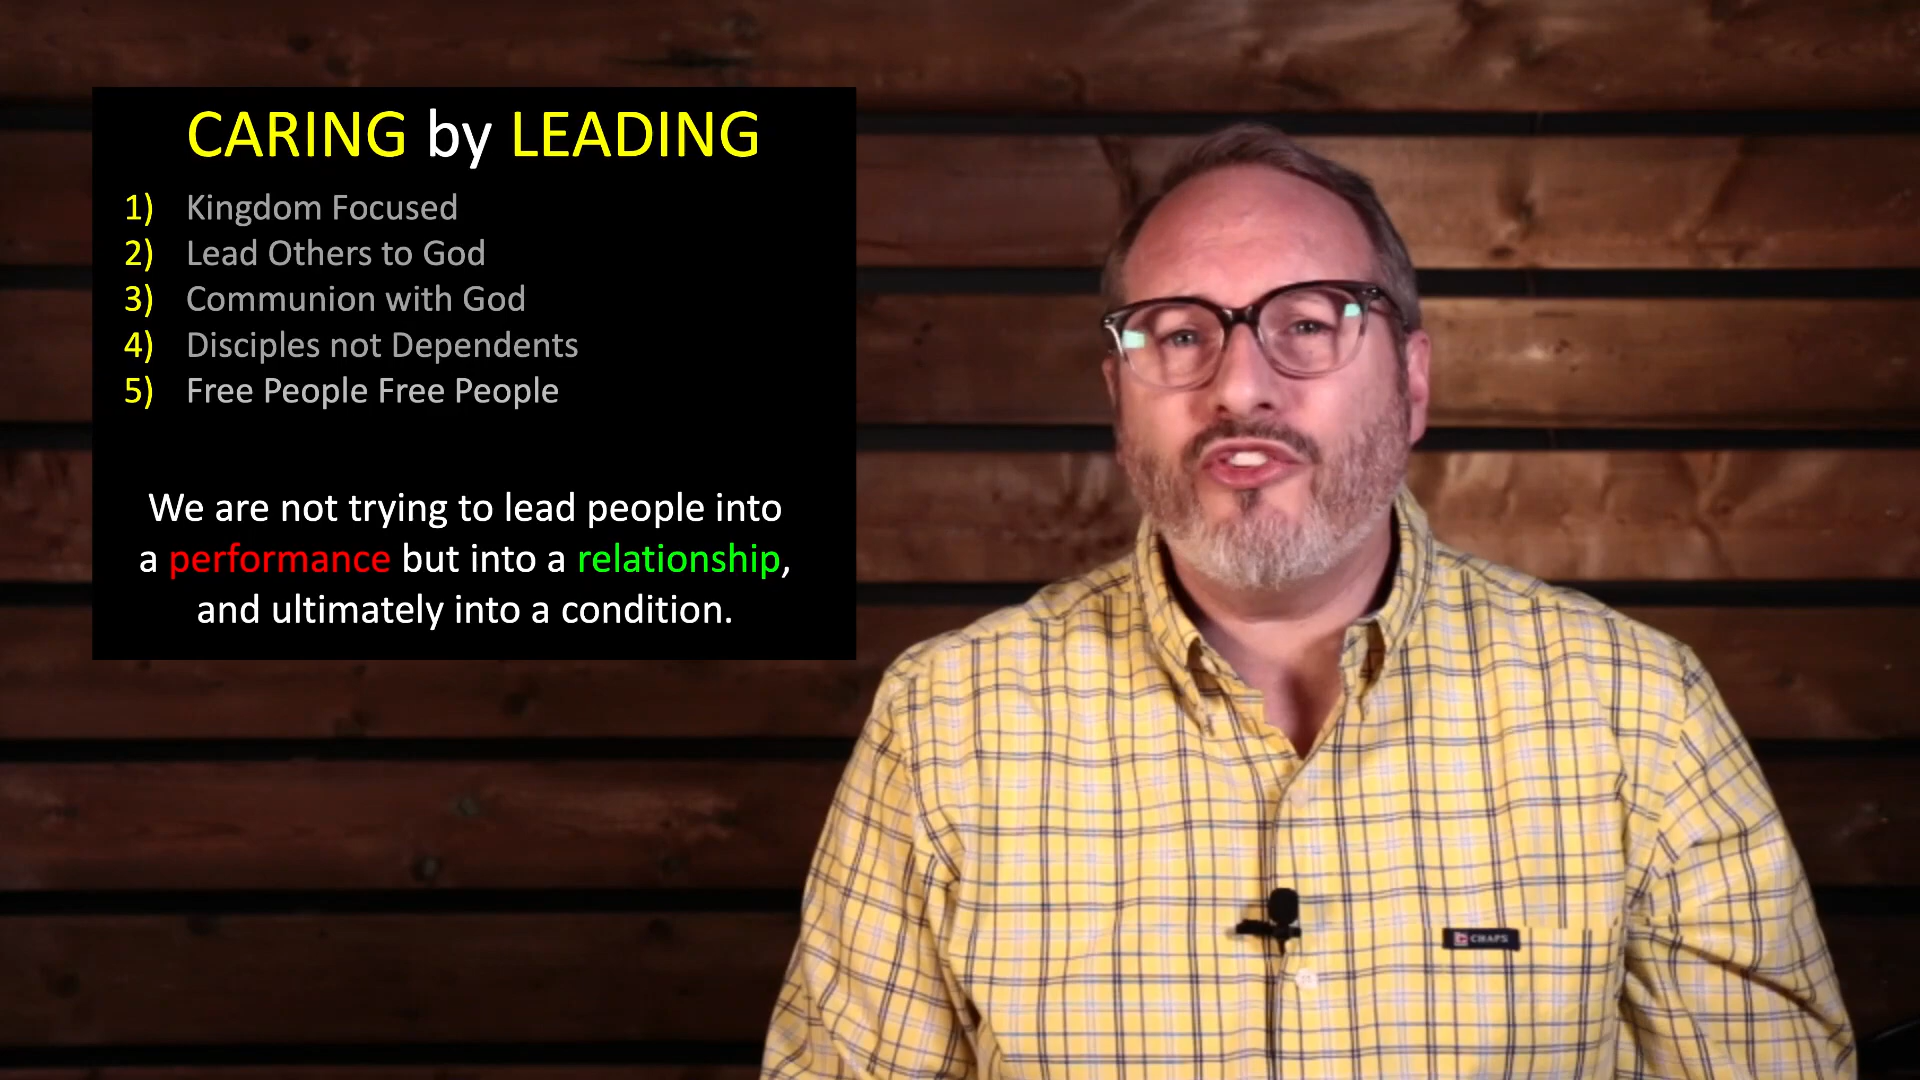 CARING by LEADING
1) Kingdom Focused
2) Lead Others to God
3) Communion with God
4) Disciples not Dependents
5) Free People Free People
We are not trying to lead people into
a performance but into a relationship,
and ultimately into a condition.
CHAPS